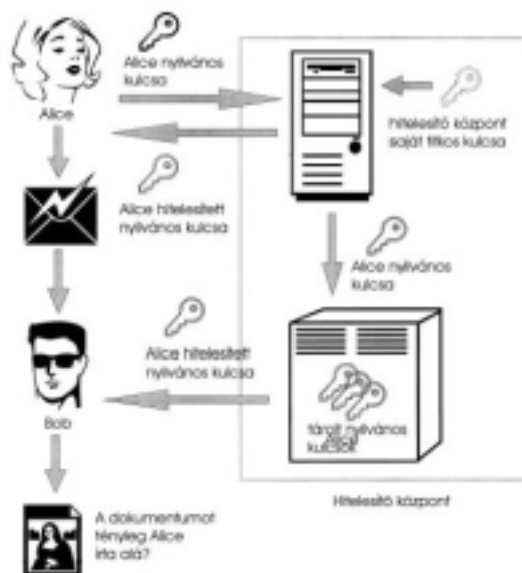 Alice nyilvános
kulcsa
Alice
hitelesítő központ
saját titkos kulcsa
Alice hitelesített
nyilvános kulcsa
Alice nyilvános
kulcsa
Alice hitelesített
nyilvános kulcsa
Bob
tárolt nyilvános
kulcsok
Hitelesítő központ
A dokumentumot
tényleg Alice
írta alá?